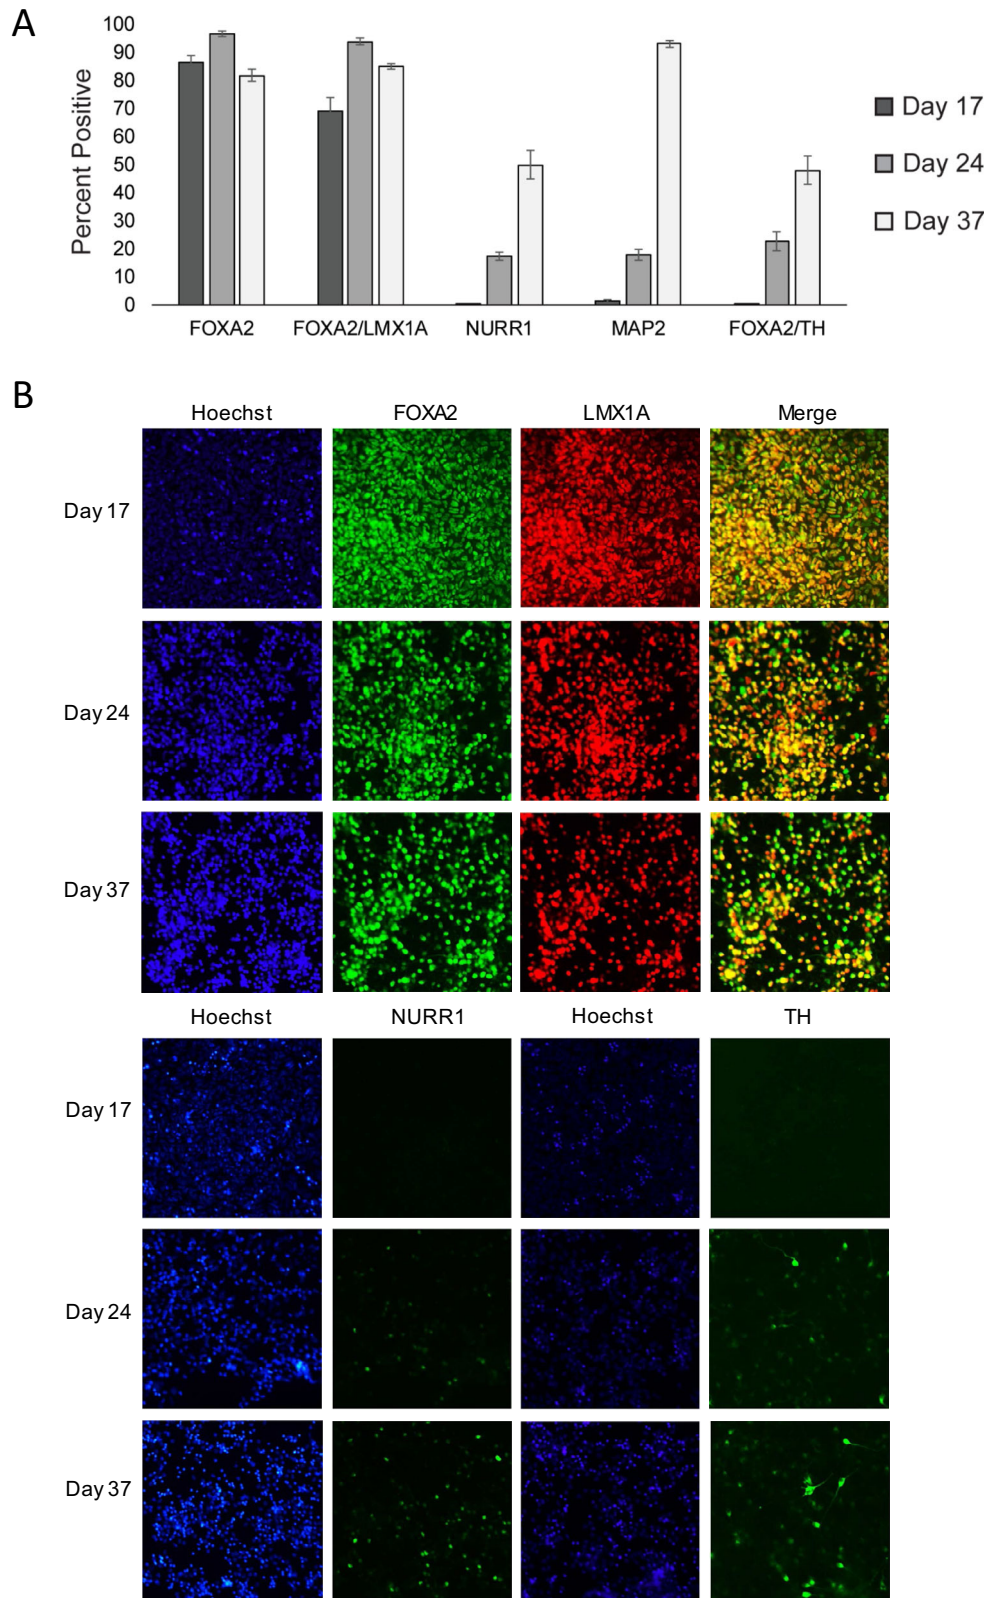 A
Percent Positive
100
90
80
70
60
50
40
30
20
10
0
FOXA2 FOXA2/LMX1A NURR1 MAP2 FOXA2/TH
Day 17
Day 24
Day 37
B
Hoechst FOXA2 LMX1A Merge
Day 17
Day 24
Day 37
Hoechst NURR1 Hoechst TH
Day 17
Day 24
Day 37